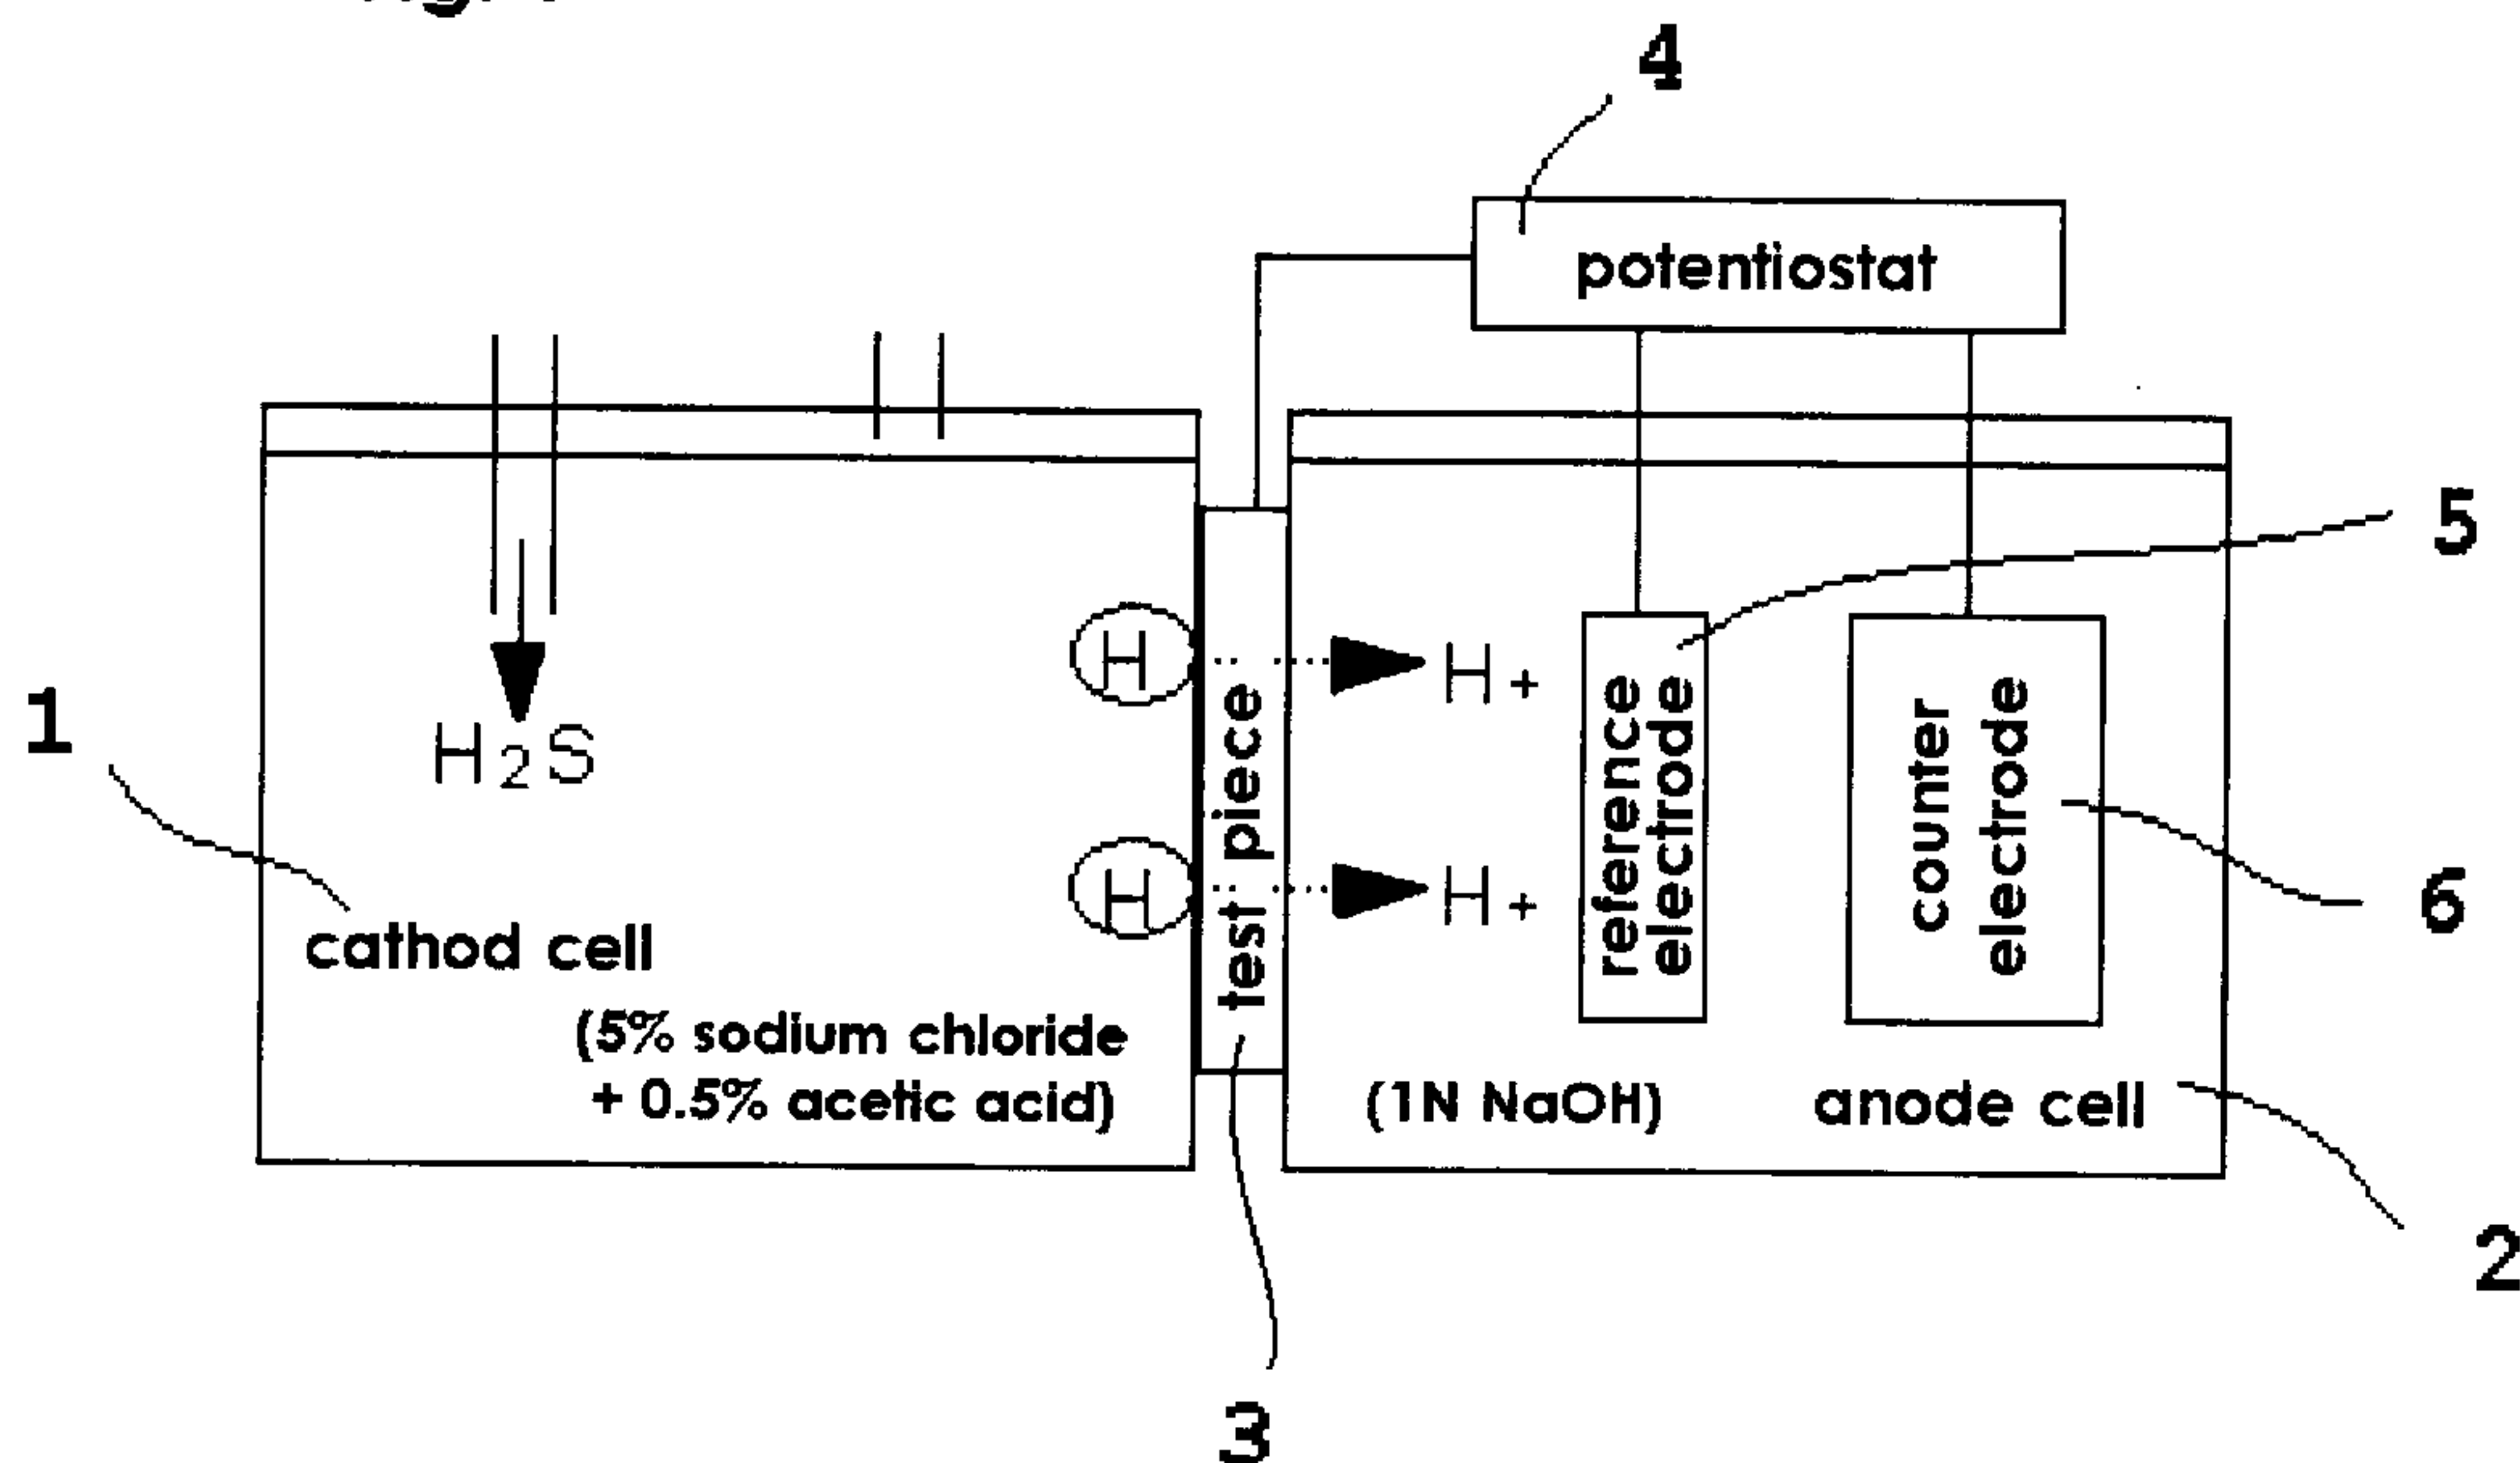 4
potentiostat
5
1
H2S
H
H+
H
H+
test piece
reference
electrode
counter
electrode
6
cathod cell
(5% sodium chloride
+ 0.5% acetic acid)
(1N NaOH)
anode cell
2
3